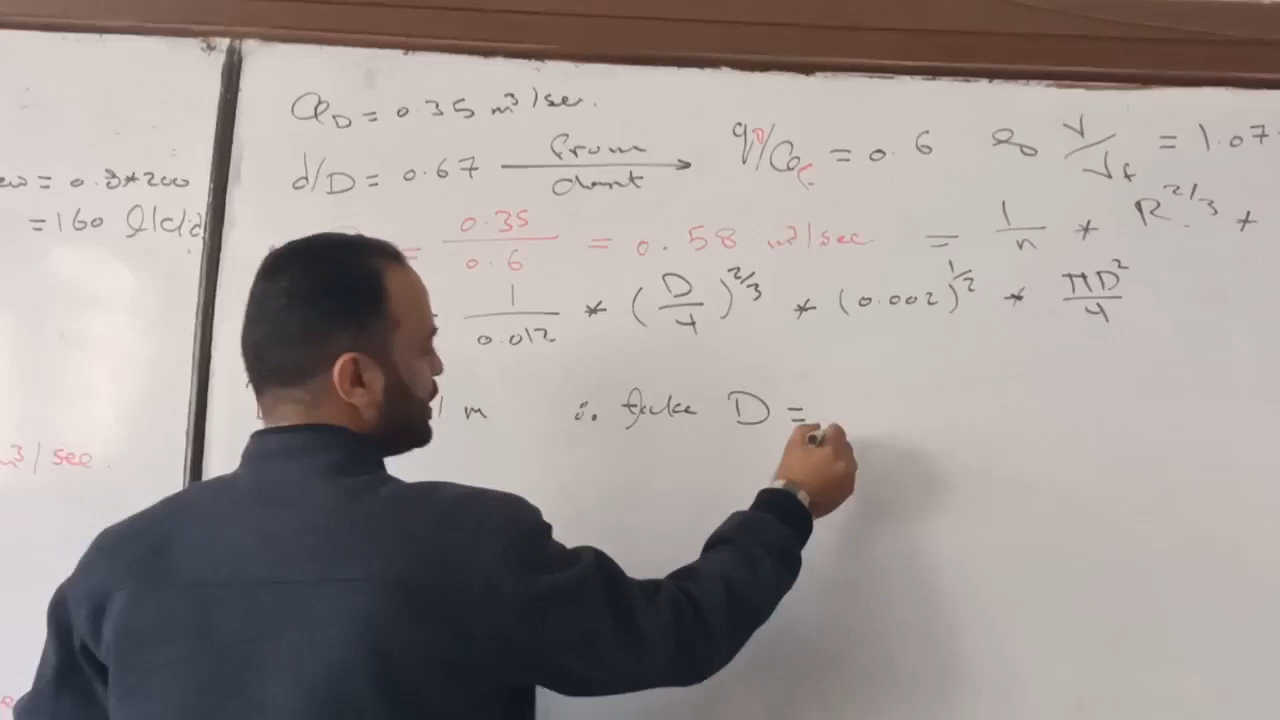 = 0.8*200
= 160 l/c/d
m³/sec.
Q_D = 0.35 m³/sec.
d/D = 0.67 from chart → q/Q = 0.6 & V/V_f = 1.07
= 0.35/0.6 = 0.58 m³/sec = 1/n * R^2/3 *
1/0.012 * (D/4)^2/3 * (0.002)^1/2 * πD²/4
m ∴ take D =